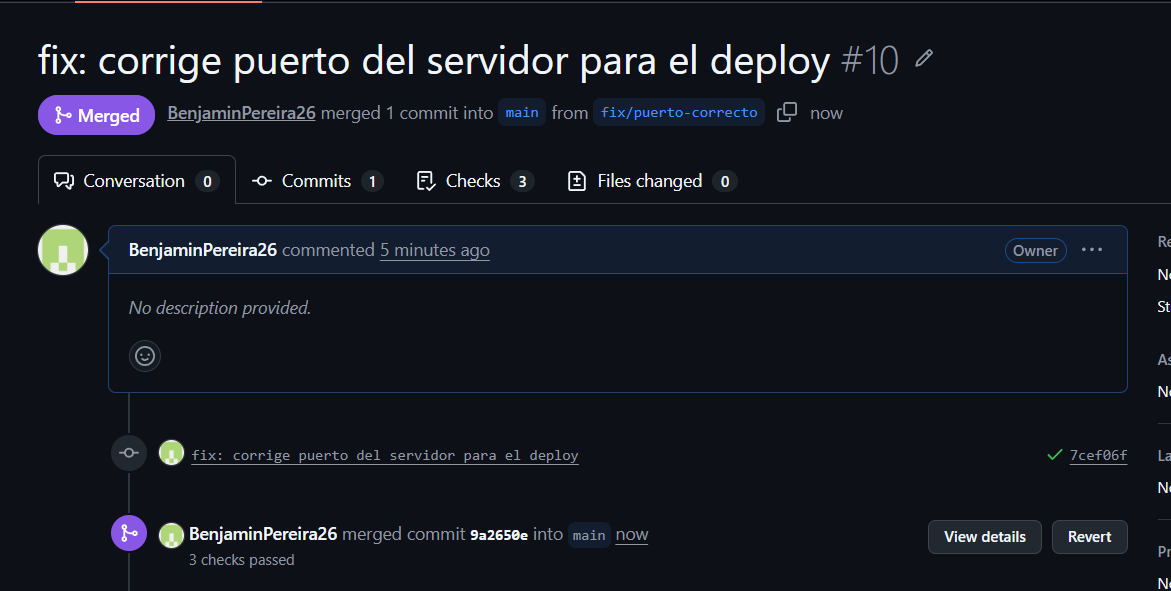 fix: corrige puerto del servidor para el deploy #10
Merged BenjaminPereira26 merged 1 commit into main from fix/puerto-correcto now
Conversation 0 Commits 1 Checks 3 Files changed 0
BenjaminPereira26 commented 5 minutes ago Owner
No description provided.
fix: corrige puerto del servidor para el deploy 7cef06f
BenjaminPereira26 merged commit 9a2650e into main now View details Revert
3 checks passed